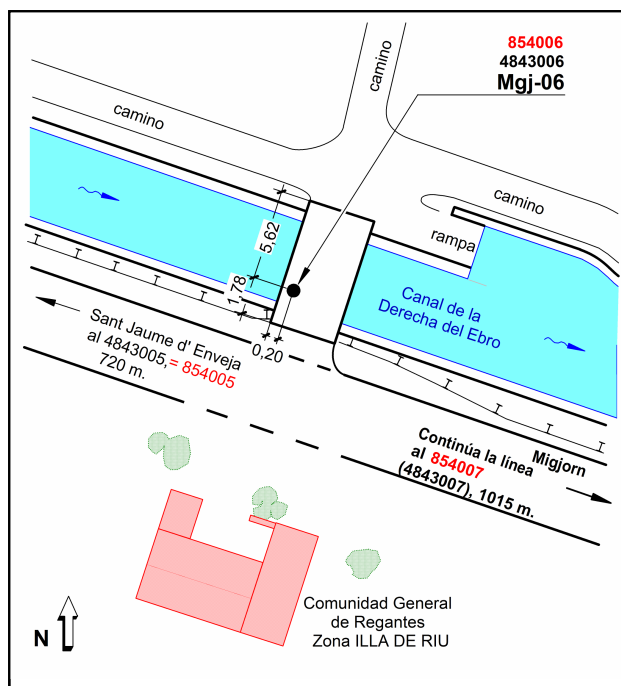 854006
4843006
Mgj-06
camino
camino
camino
rampa
5,62
1,78
0,20
Canal de la
Derecha del Ebro
Sant Jaume d' Enveja
al 4843005, = 854005
720 m.
Continúa la línea
al 854007
(4843007), 1015 m.
Migjorn
Comunidad General
de Regantes
Zona ILLA DE RIU
N